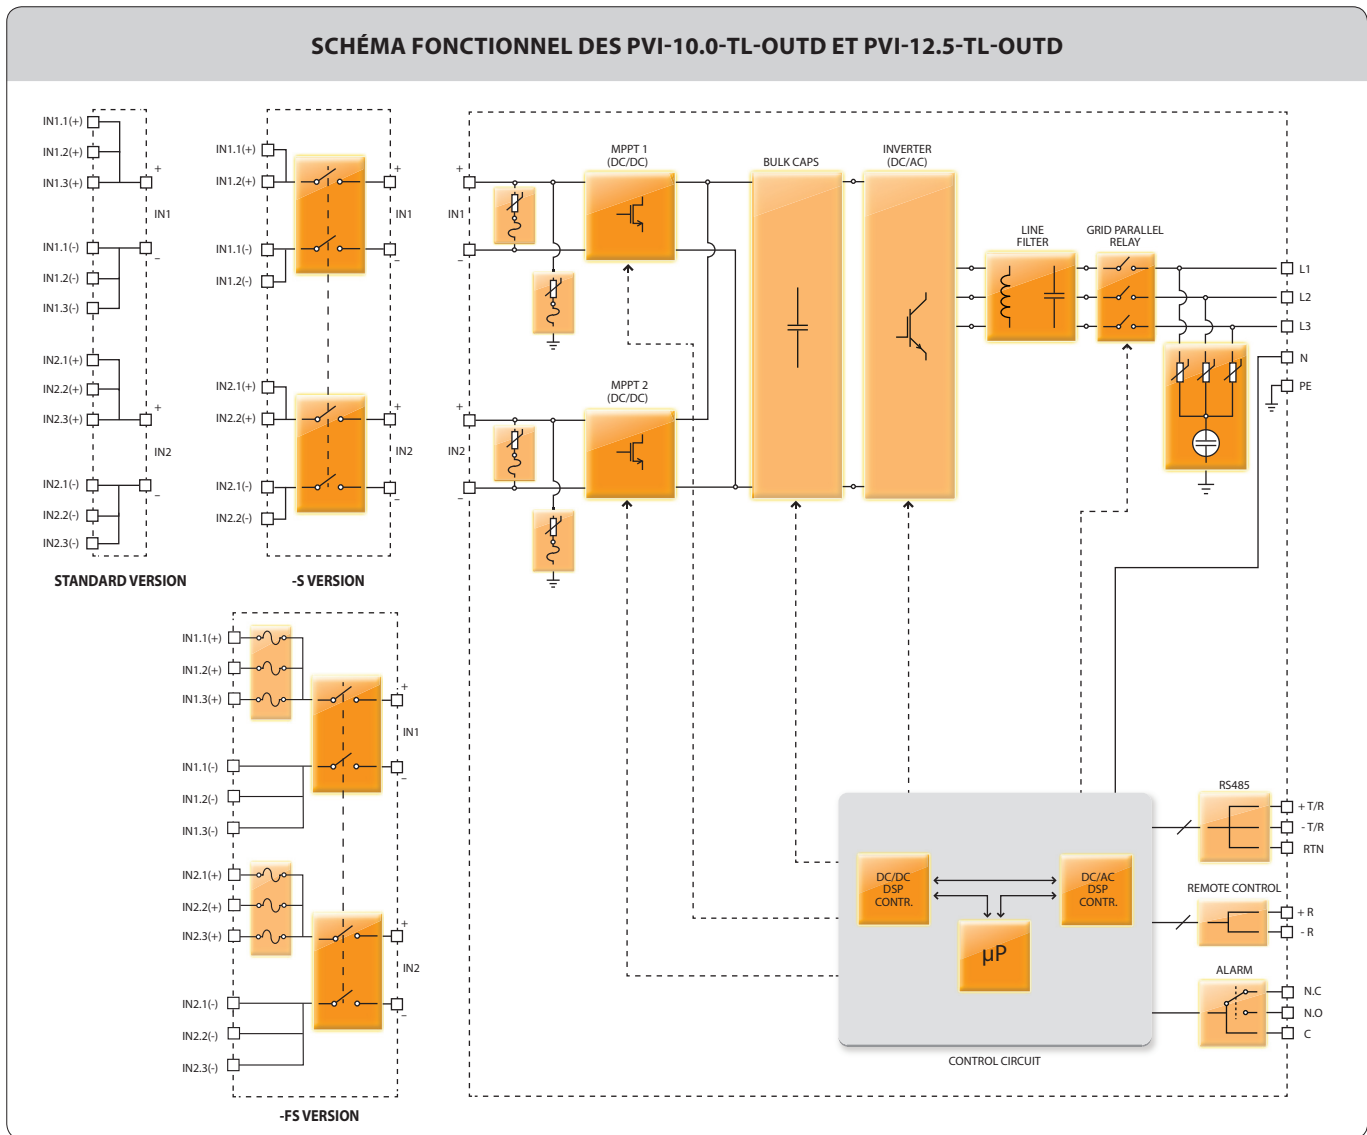 SCHÉMA FONCTIONNEL DES PVI-10.0-TL-OUTD ET PVI-12.5-TL-OUTD
IN1.1(+)
IN1.2(+)
IN1.3(+)
+
IN1
IN1.1(-)
–
IN1.2(-)
IN1.3(-)
IN2.1(+)
IN2.2(+)
IN2.3(+)
+
IN2
IN2.1(-)
–
IN2.2(-)
IN2.3(-)
STANDARD VERSION
IN1.1(+)
IN1.2(+)
+
IN1
IN1.1(-)
–
IN1.2(-)
IN2.1(+)
IN2.2(+)
+
IN2
IN2.1(-)
–
IN2.2(-)
-S VERSION
IN1.1(+)
IN1.2(+)
IN1.3(+)
+
IN1
IN1.1(-)
–
IN1.2(-)
IN1.3(-)
IN2.1(+)
IN2.2(+)
IN2.3(+)
+
IN2
IN2.1(-)
–
IN2.2(-)
IN2.3(-)
-FS VERSION
+
IN1
–
+
IN2
–
MPPT 1
(DC/DC)
MPPT 2
(DC/DC)
BULK CAPS
INVERTER
(DC/AC)
LINE
FILTER
GRID PARALLEL
RELAY
L1
L2
L3
N
PE
DC/DC
DSP
CONTR.
DC/AC
DSP
CONTR.
µP
CONTROL CIRCUIT
RS485
+ T/R
- T/R
RTN
REMOTE CONTROL
+ R
- R
ALARM
N.C
N.O
C